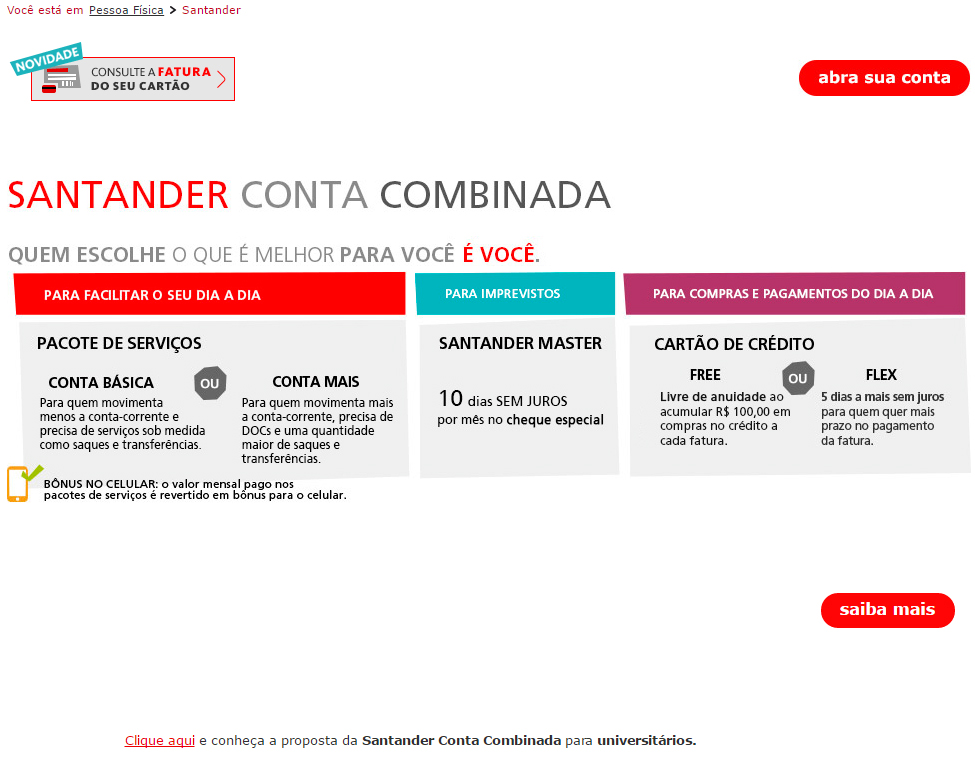 Você está em Pessoa Física > Santander
NOVIDADE
CONSULTE A FATURA
DO SEU CARTÃO
abra sua conta
SANTANDER CONTA COMBINADA
QUEM ESCOLHE O QUE É MELHOR PARA VOCÊ É VOCÊ.
PARA FACILITAR O SEU DIA A DIA
PACOTE DE SERVIÇOS
CONTA BÁSICA
Para quem movimenta
menos a conta-corrente e
precisa de serviços sob medida
como saques e transferências.
OU
CONTA MAIS
Para quem movimenta mais
a conta-corrente, precisa de
DOCs e uma quantidade
maior de saques e
transferências.
BÔNUS NO CELULAR: o valor mensal pago nos
pacotes de serviços é revertido em bônus para o celular.
PARA IMPREVISTOS
SANTANDER MASTER
10 dias SEM JUROS
por mês no cheque especial
PARA COMPRAS E PAGAMENTOS DO DIA A DIA
CARTÃO DE CRÉDITO
FREE
Livre de anuidade ao
acumular R$ 100,00 em
compras no crédito a
cada fatura.
OU
FLEX
5 dias a mais sem juros
para quem quer mais
prazo no pagamento
da fatura.
saiba mais
Clique aqui e conheça a proposta da Santander Conta Combinada para universitários.